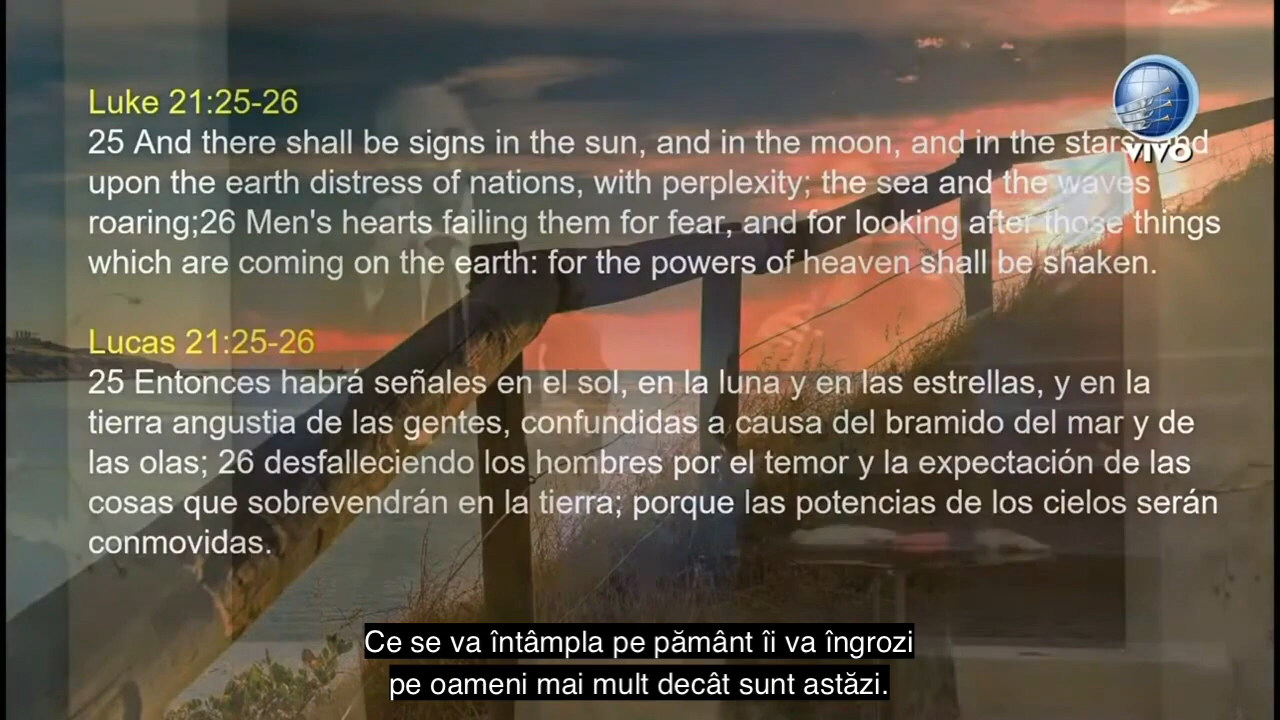 Luke 21:25-26
25 And there shall be signs in the sun, and in the moon, and in the stars, and
upon the earth distress of nations, with perplexity; the sea and the waves
roaring;26 Men's hearts failing them for fear, and for looking after those things
which are coming on the earth: for the powers of heaven shall be shaken.
Lucas 21:25-26
25 Entonces habrá señales en el sol, en la luna y en las estrellas, y en la
tierra angustia de las gentes, confundidas a causa del bramido del mar y de
las olas; 26 desfalleciendo los hombres por el temor y la expectación de las
cosas que sobrevendrán en la tierra; porque las potencias de los cielos serán
conmovidas.
VIVO
Ce se va întâmpla pe pământ îi va îngrozi
pe oameni mai mult decât sunt astăzi.